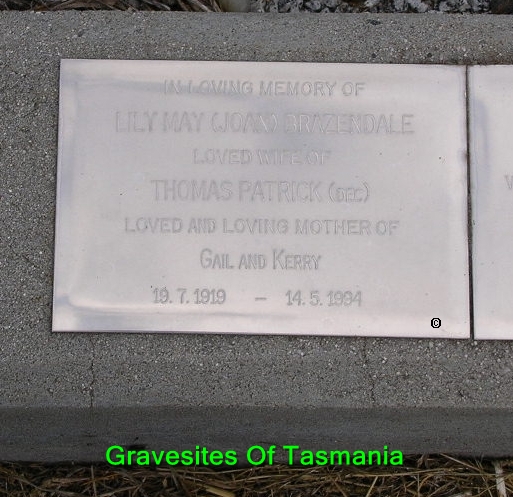 IN LOVING MEMORY OF
LILY MAY (JOAN) BRAZENDALE
LOVED WIFE OF
THOMAS PATRICK (DEC)
LOVED AND LOVING MOTHER OF
GAIL AND KERRY
19.7.1919 – 14.5.1994
©
Gravesites Of Tasmania